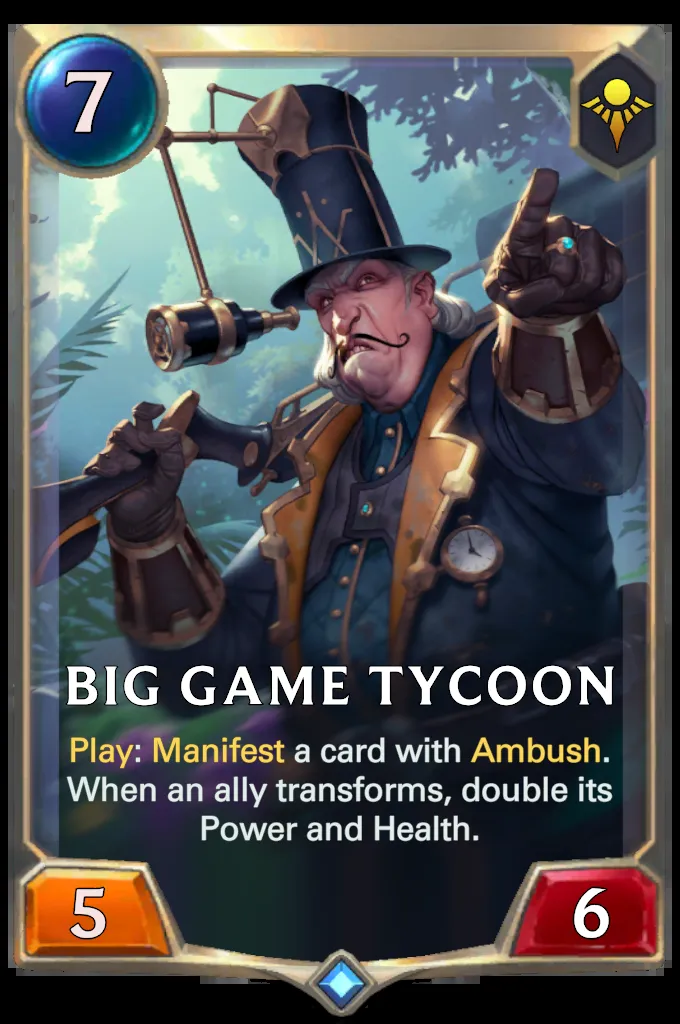 7
BIG GAME TYCOON
Play: Manifest a card with Ambush.
When an ally transforms, double its
Power and Health.
5
6